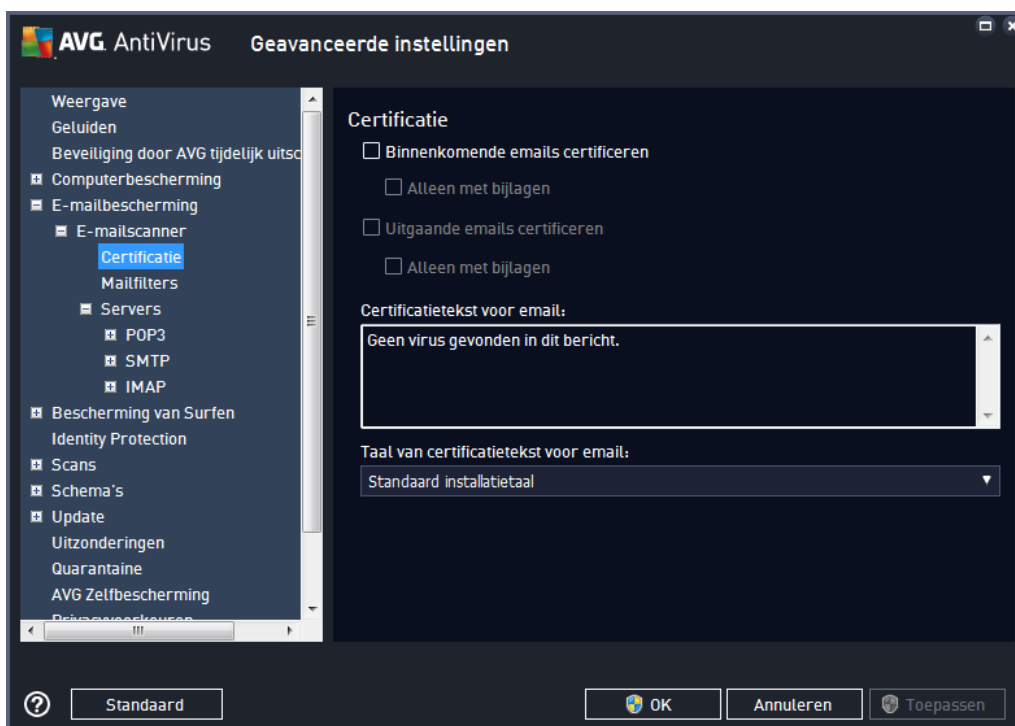 AVG. AntiVirus Geavanceerde instellingen
Weergave
Geluiden
Beveiliging door AVG tijdelijk uitsc
Computerbescherming
E-mailbescherming
E-mailscanner
Certificatie
Mailfilters
Servers
POP3
SMTP
IMAP
Bescherming van Surfen
Identity Protection
Scans
Schema's
Update
Uitzonderingen
Quarantaine
AVG Zelfbescherming
Privacyvoorkeuren
Certificatie
Binnenkomende emails certificeren
Alleen met bijlagen
Uitgaande emails certificeren
Alleen met bijlagen
Certificatietekst voor email:
Geen virus gevonden in dit bericht.
Taal van certificatietekst voor email:
Standaard installatietaal
Standaard
OK
Annuleren
Toepassen